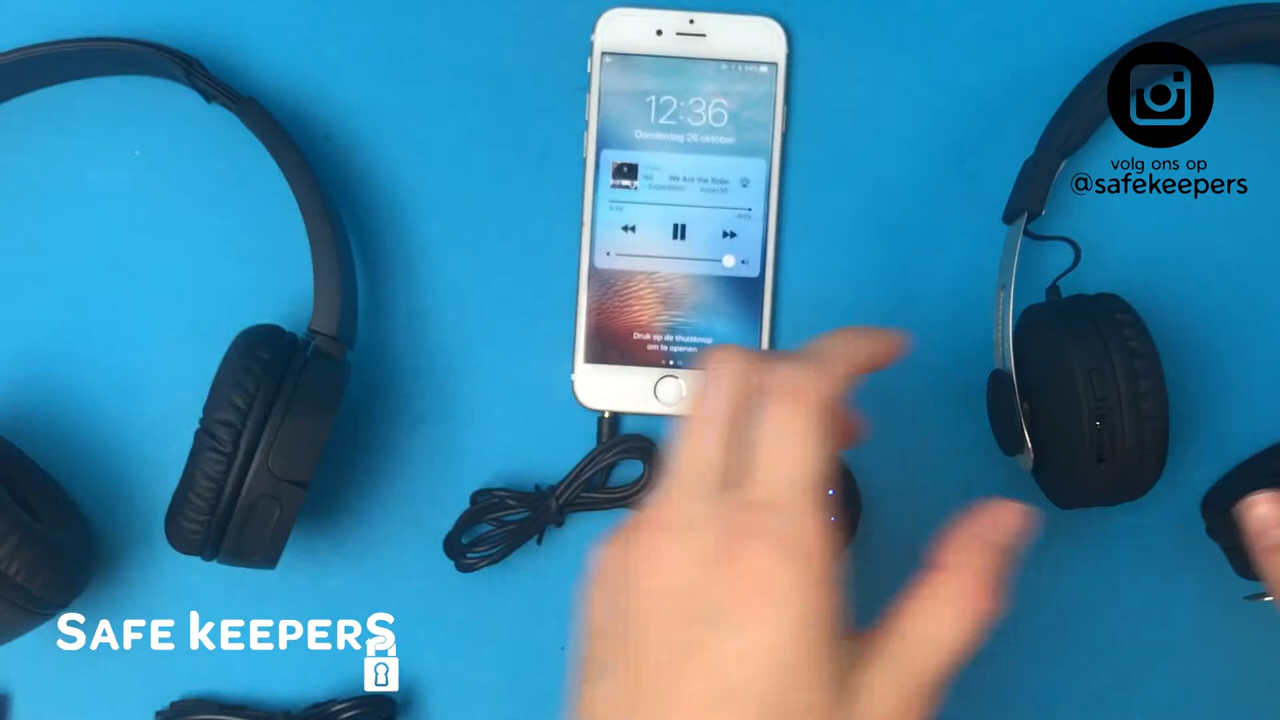 12:36
Donderdag 26 oktober
We Are the Rain
Druk op de thuisknop
om te openen
volg ons op
@safekeepers
SAFE KEEPERS